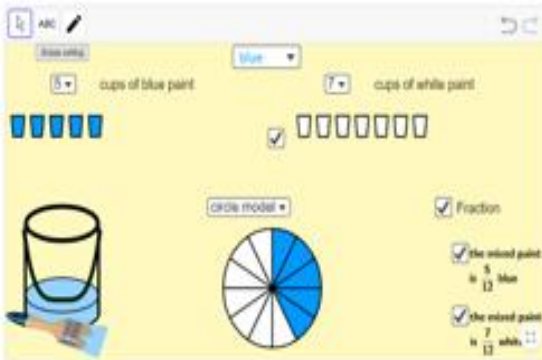 ABC
blue
5 cups of blue paint
7 cups of white paint
circle model
Fraction
the mixed paint
is 5/12 blue
the mixed paint
is 7/12